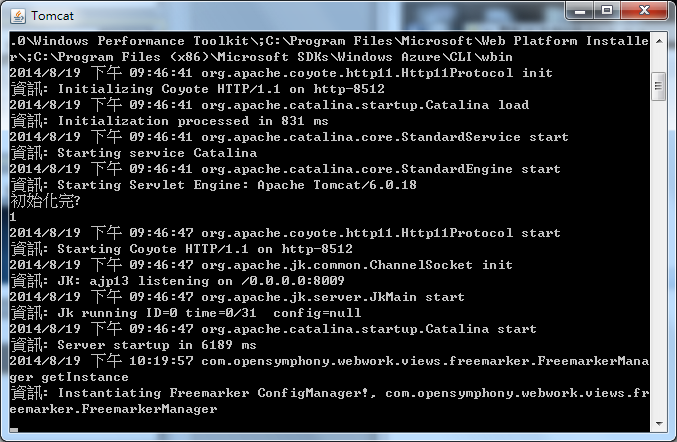 Tomcat
.0\Windows Performance Toolkit\;C:\Program Files\Microsoft\Web Platform Installe
r\;C:\Program Files (x86)\Microsoft SDKs\Windows Azure\CLI\wbin
2014/8/19 下午 09:46:41 org.apache.coyote.http11.Http11Protocol init
資訊: Initializing Coyote HTTP/1.1 on http-8512
2014/8/19 下午 09:46:41 org.apache.catalina.startup.Catalina load
資訊: Initialization processed in 831 ms
2014/8/19 下午 09:46:41 org.apache.catalina.core.StandardService start
資訊: Starting service Catalina
2014/8/19 下午 09:46:41 org.apache.catalina.core.StandardEngine start
資訊: Starting Servlet Engine: Apache Tomcat/6.0.18
初始化完?
1
2014/8/19 下午 09:46:47 org.apache.coyote.http11.Http11Protocol start
資訊: Starting Coyote HTTP/1.1 on http-8512
2014/8/19 下午 09:46:47 org.apache.jk.common.ChannelSocket init
資訊: JK: ajp13 listening on /0.0.0.0:8009
2014/8/19 下午 09:46:47 org.apache.jk.server.JkMain start
資訊: Jk running ID=0 time=0/31  config=null
2014/8/19 下午 09:46:47 org.apache.catalina.startup.Catalina start
資訊: Server startup in 6189 ms
2014/8/19 下午 10:19:57 com.opensymphony.webwork.views.freemarker.FreemarkerMana
ger getInstance
資訊: Instantiating Freemarker ConfigManager!, com.opensymphony.webwork.views.fr
eemarker.FreemarkerManager